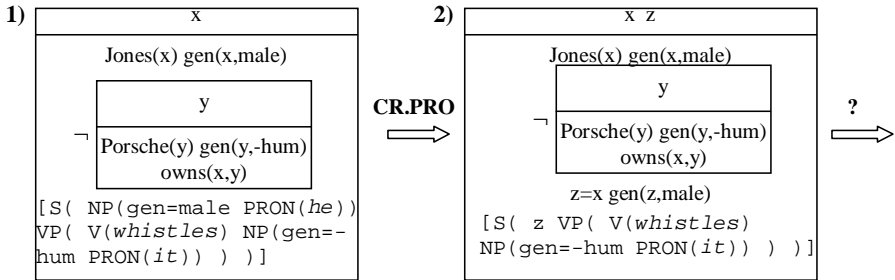 1)
x
Jones(x) gen(x,male)
y
¬
Porsche(y) gen(y,-hum)
owns(x,y)
[S( NP(gen=male PRON(he))
VP( V(whistles) NP(gen=-
hum PRON(it)) ) )]
CR.PRO
2)
x z
Jones(x) gen(x,male)
y
¬
Porsche(y) gen(y,-hum)
owns(x,y)
z=x gen(z,male)
[S( z VP( V(whistles)
NP(gen=-hum PRON(it)) ) )]
?